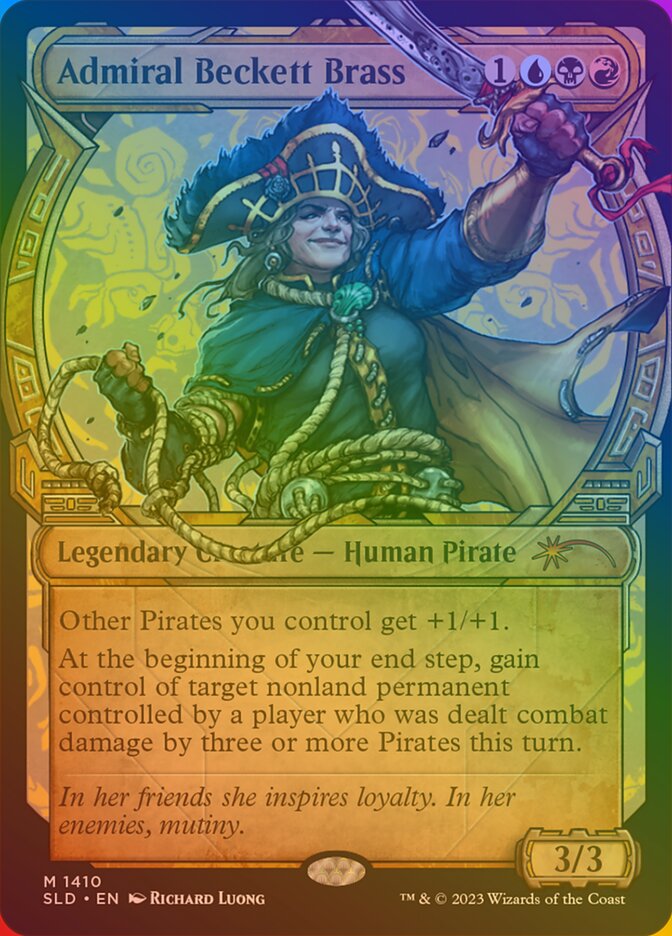 Admiral Beckett Brass 1
Legendary Creature — Human Pirate
Other Pirates you control get +1/+1.
At the beginning of your end step, gain
control of target nonland permanent
controlled by a player who was dealt combat
damage by three or more Pirates this turn.
In her friends she inspires loyalty. In her
enemies, mutiny.
3/3
M 1410
SLD • EN Richard Luong
™ & © 2023 Wizards of the Coast